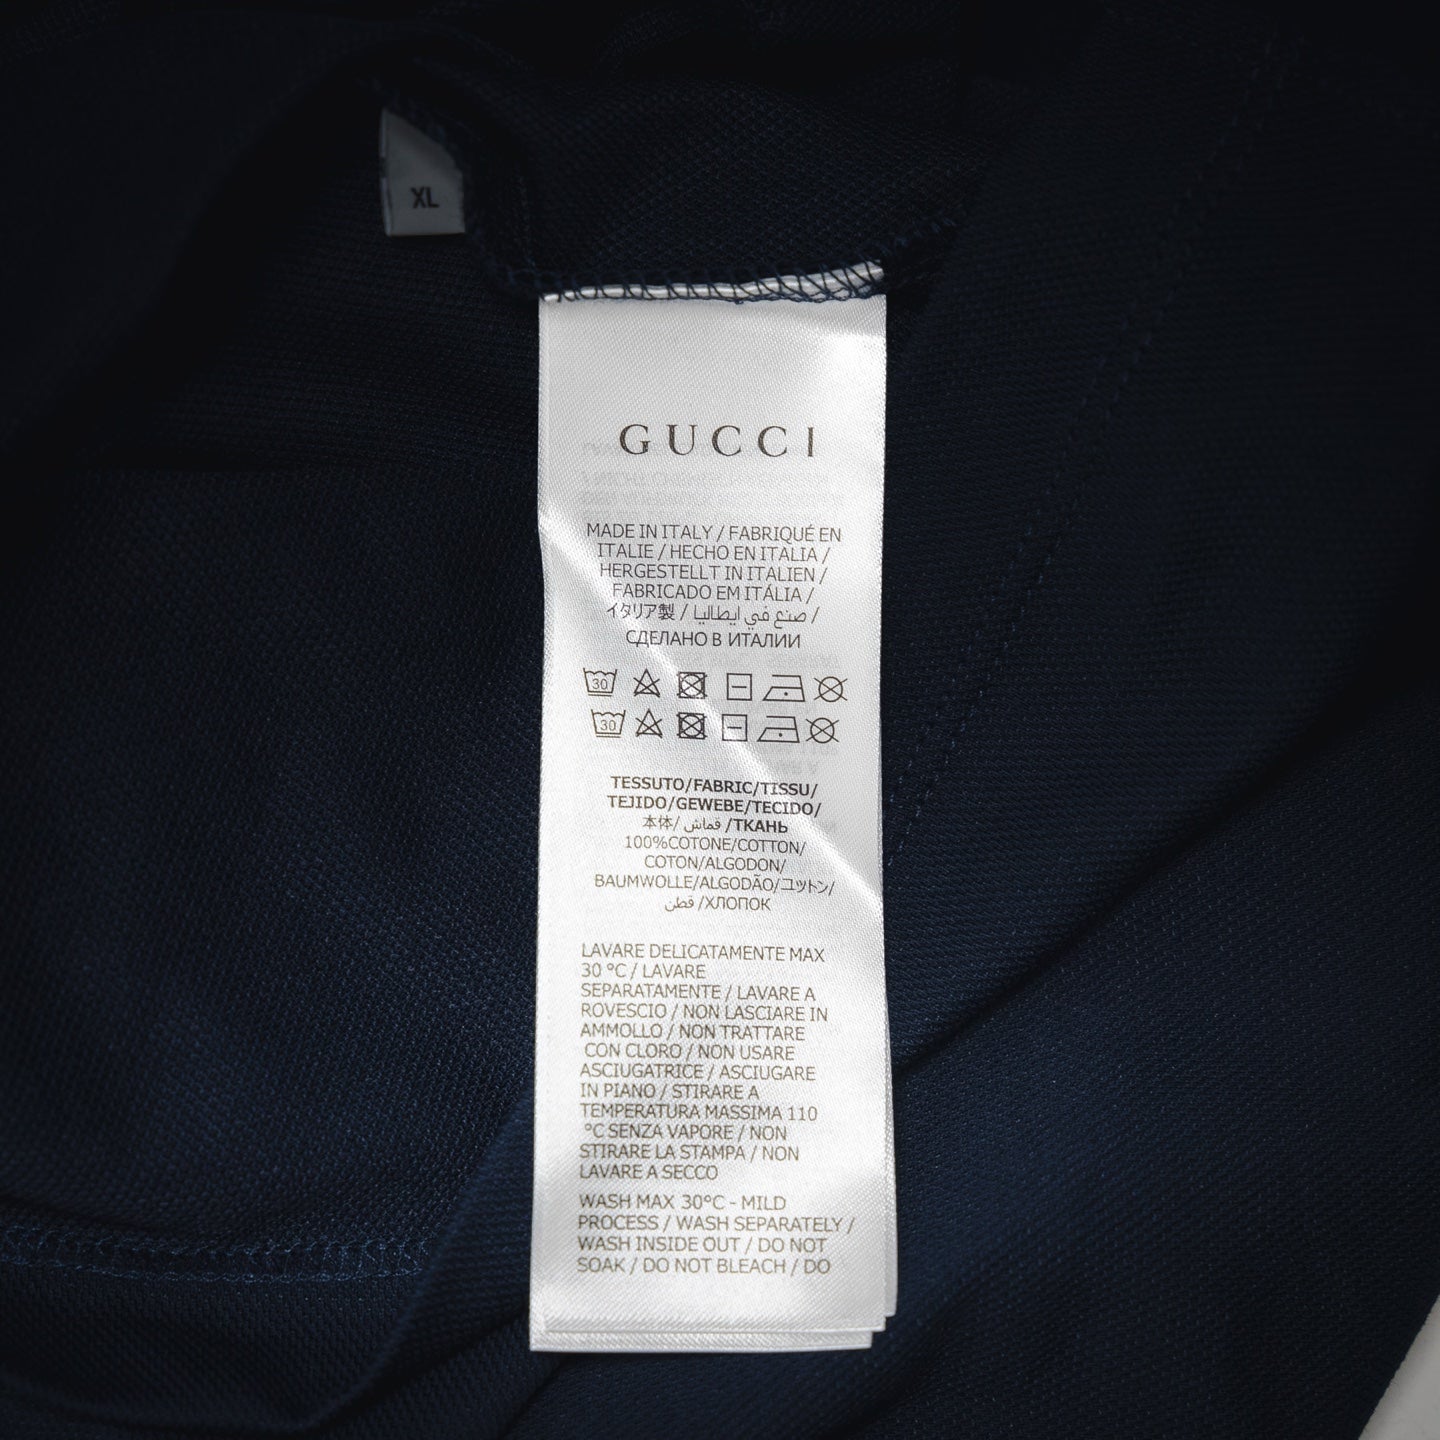 XL
GUCCI
MADE IN ITALY / FABRIQUÉ EN
ITALIE / HECHO EN ITALIA /
HERGESTELLT IN ITALIEN /
FABRICADO EM ITÁLIA /
イタリア製 / صنع في ايطاليا /
СДЕЛАНО В ИТАЛИИ
30
30
TESSUTO/FABRIC/TISSU/
TEJIDO/GEWEBE/TECIDO/
本体/ قماش /ТКАНЬ
100%COTONE/COTTON/
COTON/ALGODON/
BAUMWOLLE/ALGODÃO/コットン/
قطن /ХЛОПОК
LAVARE DELICATAMENTE MAX
30 °C / LAVARE
SEPARATAMENTE / LAVARE A
ROVESCIO / NON LASCIARE IN
AMMOLLO / NON TRATTARE
CON CLORO / NON USARE
ASCIUGATRICE / ASCIUGARE
IN PIANO / STIRARE A
TEMPERATURA MASSIMA 110
°C SENZA VAPORE / NON
STIRARE LA STAMPA / NON
LAVARE A SECCO
WASH MAX 30°C - MILD
PROCESS / WASH SEPARATELY /
WASH INSIDE OUT / DO NOT
SOAK / DO NOT BLEACH / DO